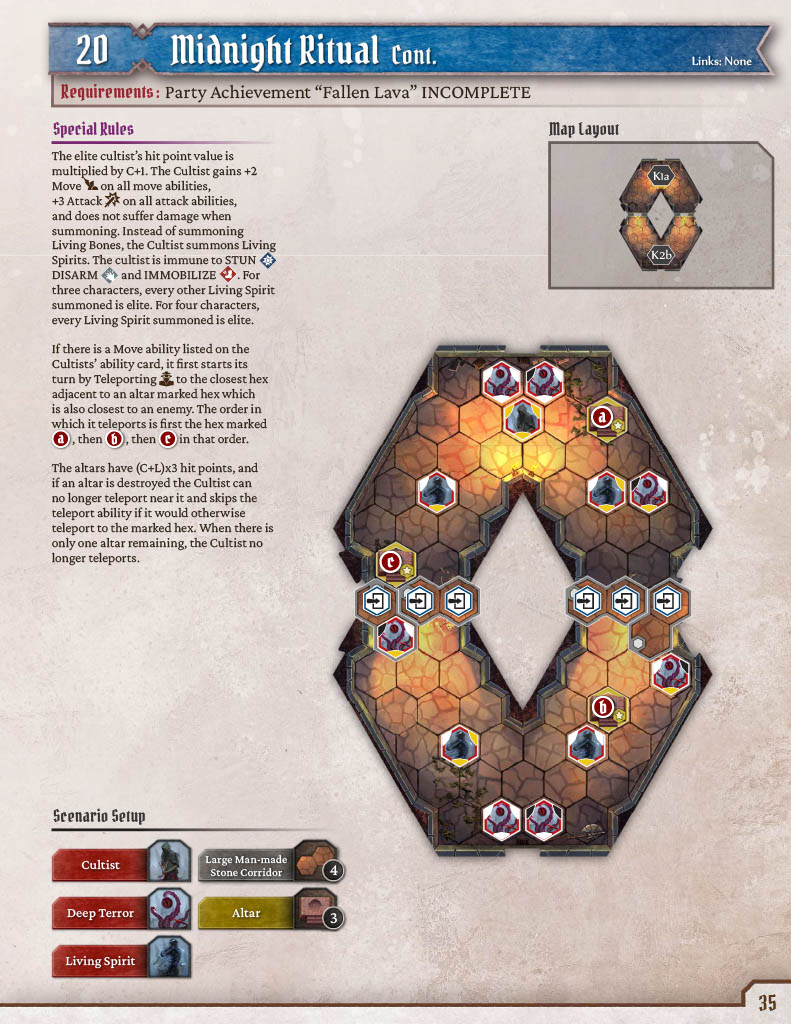 20 Midnight Ritual Cont.
Links: None
Requirements: Party Achievement “Fallen Lava” INCOMPLETE
Special Rules
The elite cultist’s hit point value is
multiplied by C+1. The Cultist gains +2
Move on all move abilities,
+3 Attack on all attack abilities,
and does not suffer damage when
summoning. Instead of summoning
Living Bones, the Cultist summons Living
Spirits. The cultist is immune to STUN
DISARM and IMMOBILIZE . For
three characters, every other Living Spirit
summoned is elite. For four characters,
every Living Spirit summoned is elite.
If there is a Move ability listed on the
Cultists’ ability card, it first starts its
turn by Teleporting to the closest hex
adjacent to an altar marked hex which
is also closest to an enemy. The order in
which it teleports is first the hex marked
a, then b, then c in that order.
The altars have (C+L)x3 hit points, and
if an altar is destroyed the Cultist can
no longer teleport near it and skips the
teleport ability if it would otherwise
teleport to the marked hex. When there is
only one altar remaining, the Cultist no
longer teleports.
Map Layout
K1a
K2b
a
c
b
Scenario Setup
Cultist
Large Man-made
Stone Corridor
4
Deep Terror
Altar
3
Living Spirit
35